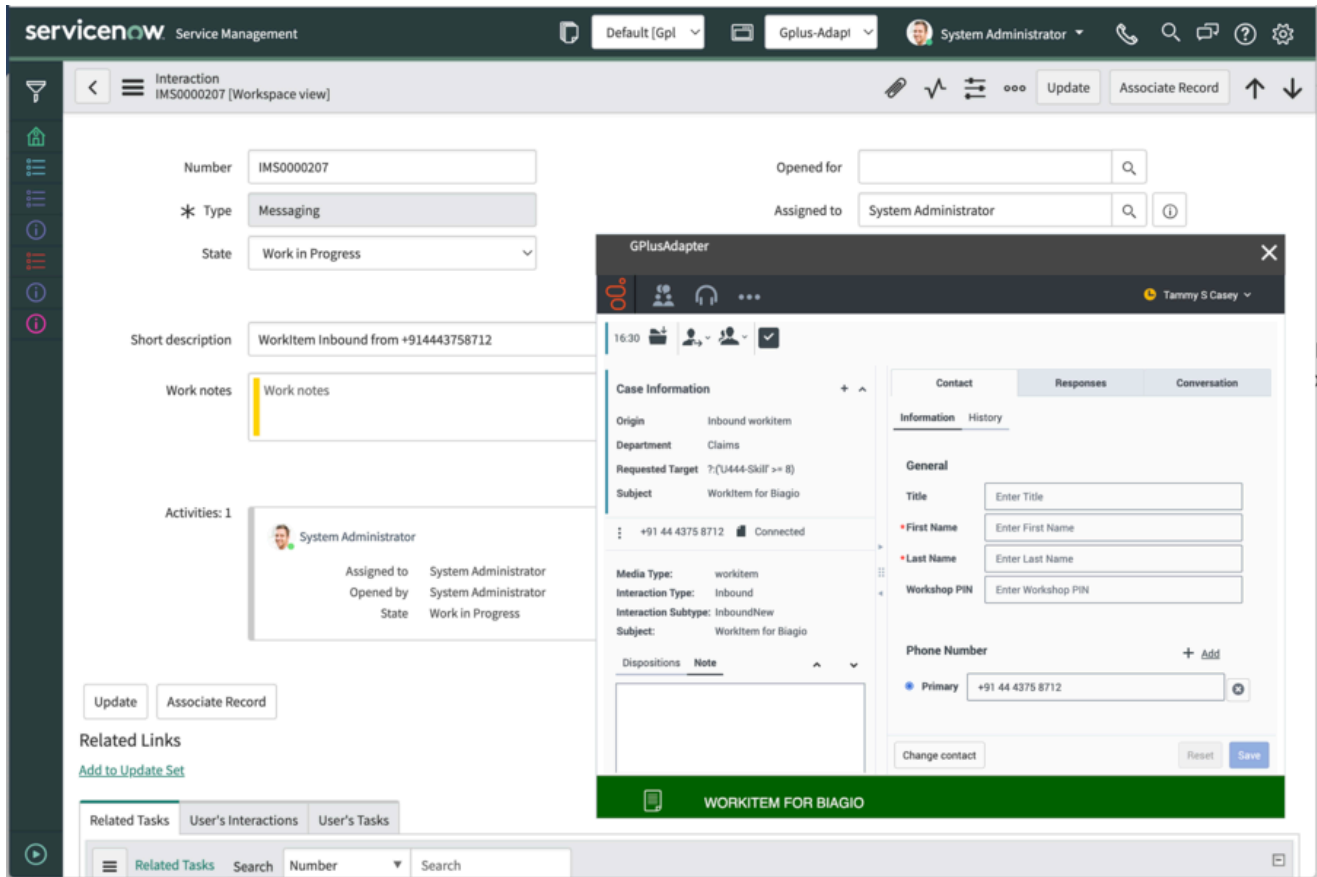 servicenow Service Management
Default [Gpl
Gplus-Adapt
System Administrator
Interaction
IMS0000207 [Workspace view]
Update
Associate Record
Number IMS0000207
Type Messaging
State Work in Progress
Opened for
Assigned to System Administrator
Short description WorkItem Inbound from +914443758712
Work notes Work notes
Activities: 1
System Administrator
Assigned to System Administrator
Opened by System Administrator
State Work in Progress
Update
Associate Record
Related Links
Add to Update Set
Related Tasks User's Interactions User's Tasks
Related Tasks Search Number Search
GPlusAdapter
Tammy S Casey
16:30
Case Information
Origin Inbound workitem
Department Claims
Requested Target ?:('U444-Skill' >= 8)
Subject WorkItem for Biagio
+91 44 4375 8712 Connected
Media Type: workitem
Interaction Type: Inbound
Interaction Subtype: InboundNew
Subject: WorkItem for Biagio
Dispositions Note
Contact Responses Conversation
Information History
General
Title Enter Title
*First Name Enter First Name
*Last Name Enter Last Name
Workshop PIN Enter Workshop PIN
Phone Number + Add
Primary +91 44 4375 8712
Change contact Reset Save
WORKITEM FOR BIAGIO